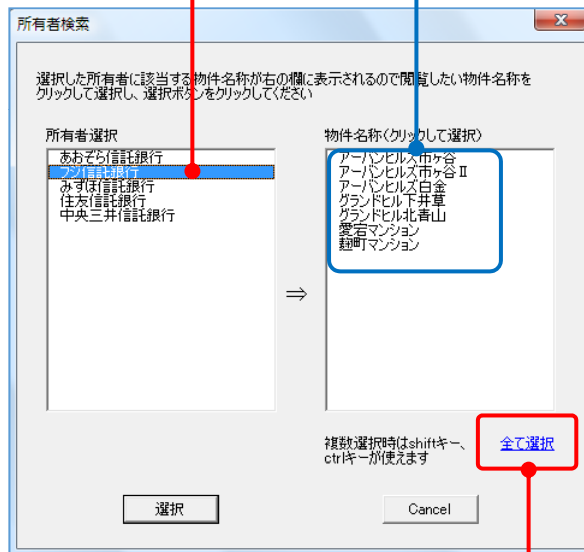 所有者検索
選択した所有者に該当する物件名称が右の欄に表示されるので閲覧したい物件名称を
クリックして選択し、選択ボタンをクリックしてください
所有者選択
あおぞら信託銀行
フジ信託銀行
みずほ信託銀行
住友信託銀行
中央三井信託銀行
⇒
物件名称(クリックして選択)
アーバンヒルズ市ヶ谷
アーバンヒルズ市ヶ谷Ⅱ
アーバンヒルズ白金
グランドヒル下井草
グランドヒル北青山
愛宕マンション
麹町マンション
複数選択時はshiftキー、
ctrlキーが使えます
全て選択
選択
Cancel